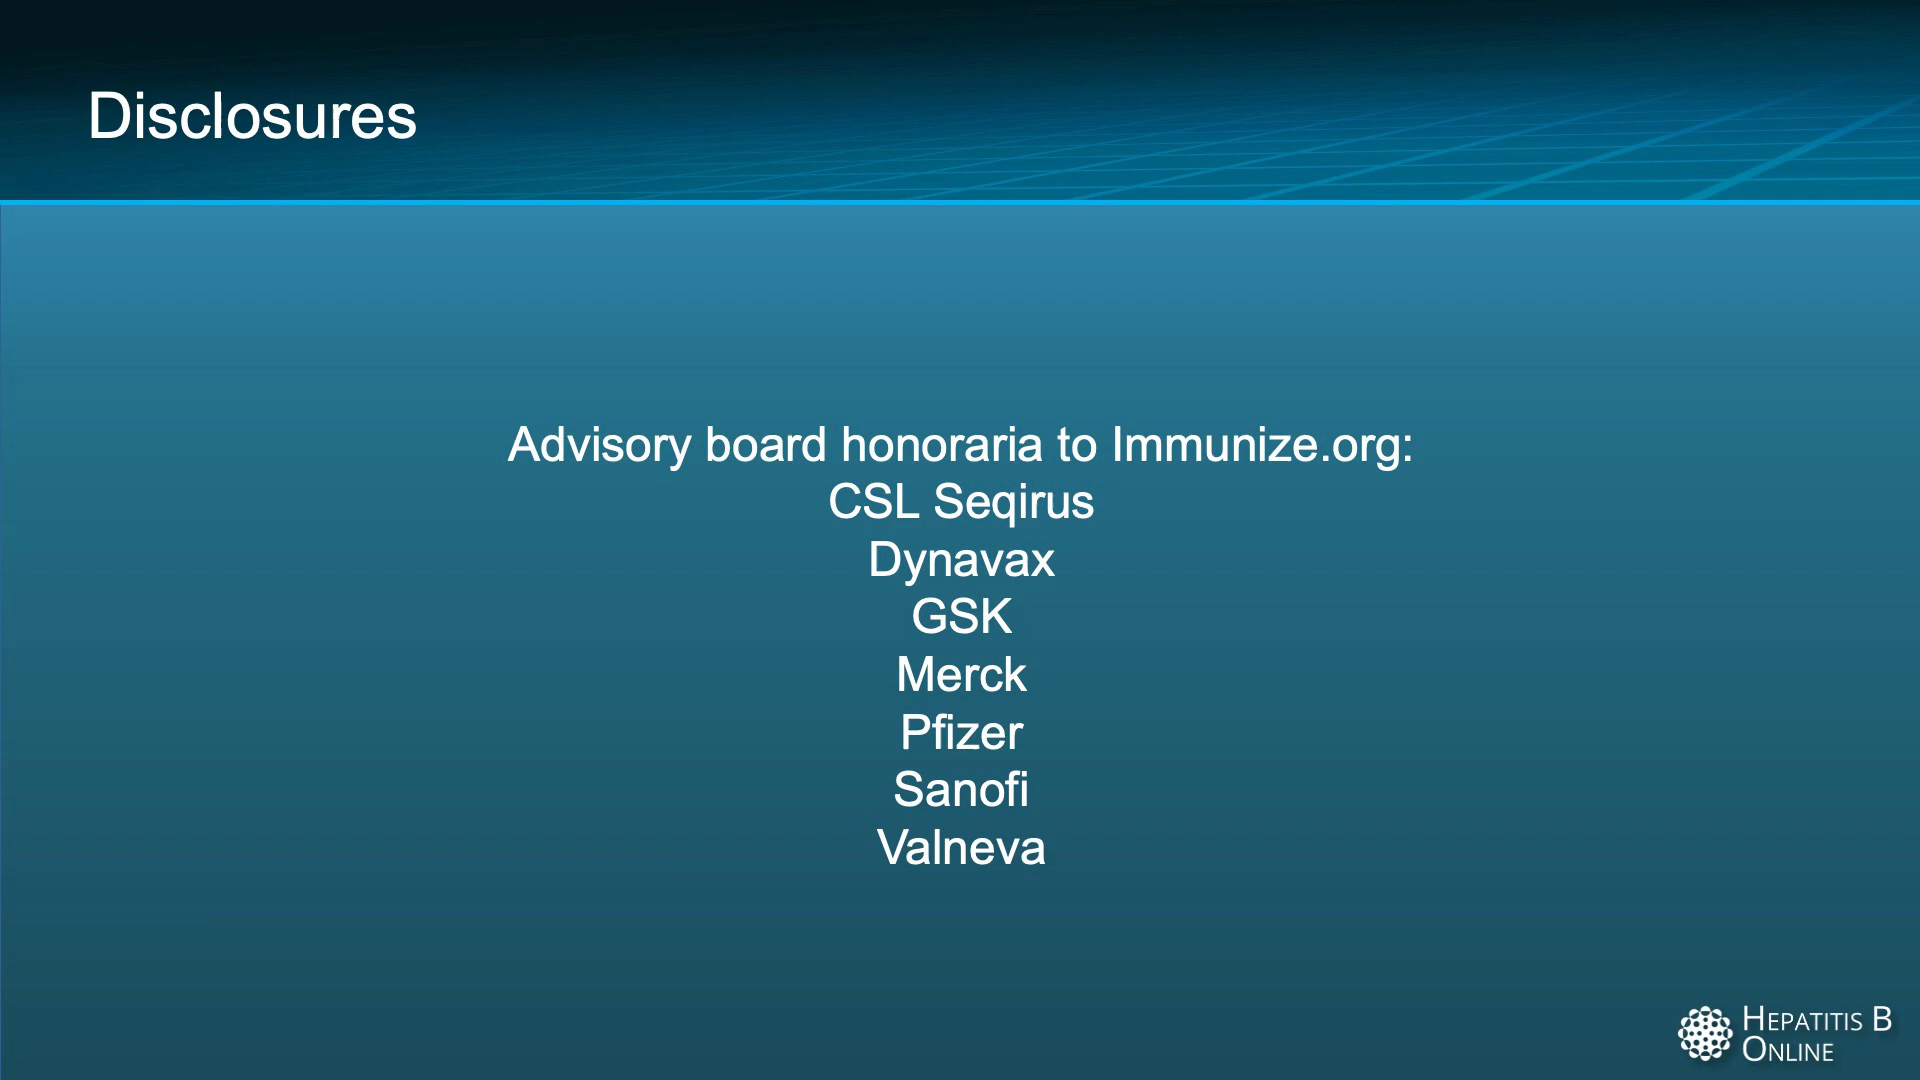 Disclosures
Advisory board honoraria to Immunize.org:
CSL Seqirus
Dynavax
GSK
Merck
Pfizer
Sanofi
Valneva
HEPATITIS B
ONLINE